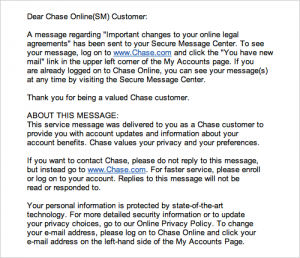 Dear Chase Online(SM) Customer:
A message regarding "Important changes to your online legal
agreements" has been sent to your Secure Message Center. To see
your message, log on to www.Chase.com and click the "You have new
mail" link in the upper left corner of the My Accounts page. If you
are already logged on to Chase Online, you can see your message(s)
at any time by visiting the Secure Message Center.
Thank you for being a valued Chase customer.
ABOUT THIS MESSAGE:
This service message was delivered to you as a Chase customer to
provide you with account updates and information about your
account benefits. Chase values your privacy and your preferences.
If you want to contact Chase, please do not reply to this message,
but instead go to www.Chase.com. For faster service, please enroll
or log on to your account. Replies to this message will not be
read or responded to.
Your personal information is protected by state-of-the-art
technology. For more detailed security information or to update
your privacy choices, go to our Online Privacy Policy. To change
your e-mail address, please log on to Chase Online and click your
e-mail address on the left-hand side of the My Accounts Page.